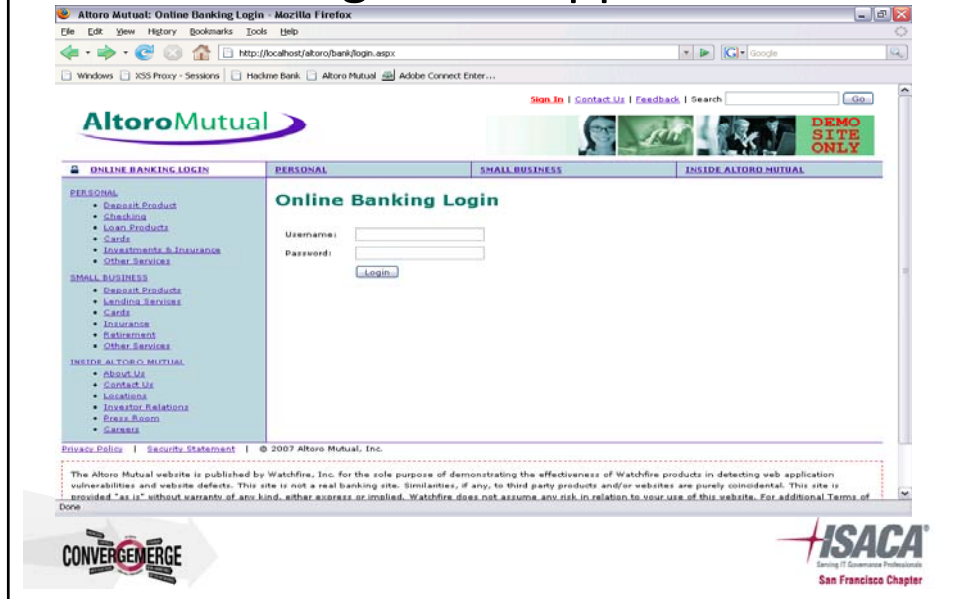 Altoro Mutual: Online Banking Login - Mozilla Firefox
File Edit View History Bookmarks Tools Help
http://localhost/altoro/bank/login.aspx
Google
Windows XSS Proxy - Sessions Hackme Bank Altoro Mutual Adobe Connect Enter...
Sign In | Contact Us | Feedback | Search Go
AltoroMutual
DEMO SITE ONLY
ONLINE BANKING LOGIN PERSONAL SMALL BUSINESS INSIDE ALTORO MUTUAL
PERSONAL
Deposit Product
Checking
Loan Products
Cards
Investments & Insurance
Other Services
SMALL BUSINESS
Deposit Products
Lending Services
Cards
Insurance
Retirement
Other Services
INSIDE ALTORO MUTUAL
About Us
Contact Us
Locations
Investor Relations
Press Room
Careers
Online Banking Login
Username:
Password:
Login
Privacy Policy | Security Statement | © 2007 Altoro Mutual, Inc.
The Altoro Mutual website is published by Watchfire, Inc. for the sole purpose of demonstrating the effectiveness of Watchfire products in detecting web application
vulnerabilities and website defects. This site is not a real banking site. Similarities, if any, to third party products and/or websites are purely coincidental. This site is
provided "as is" without warranty of any kind, either express or implied. Watchfire does not assume any risk in relation to your use of this website. For additional Terms of
Done
CONVERGEMERGE
ISACA®
Serving IT Governance Professionals
San Francisco Chapter